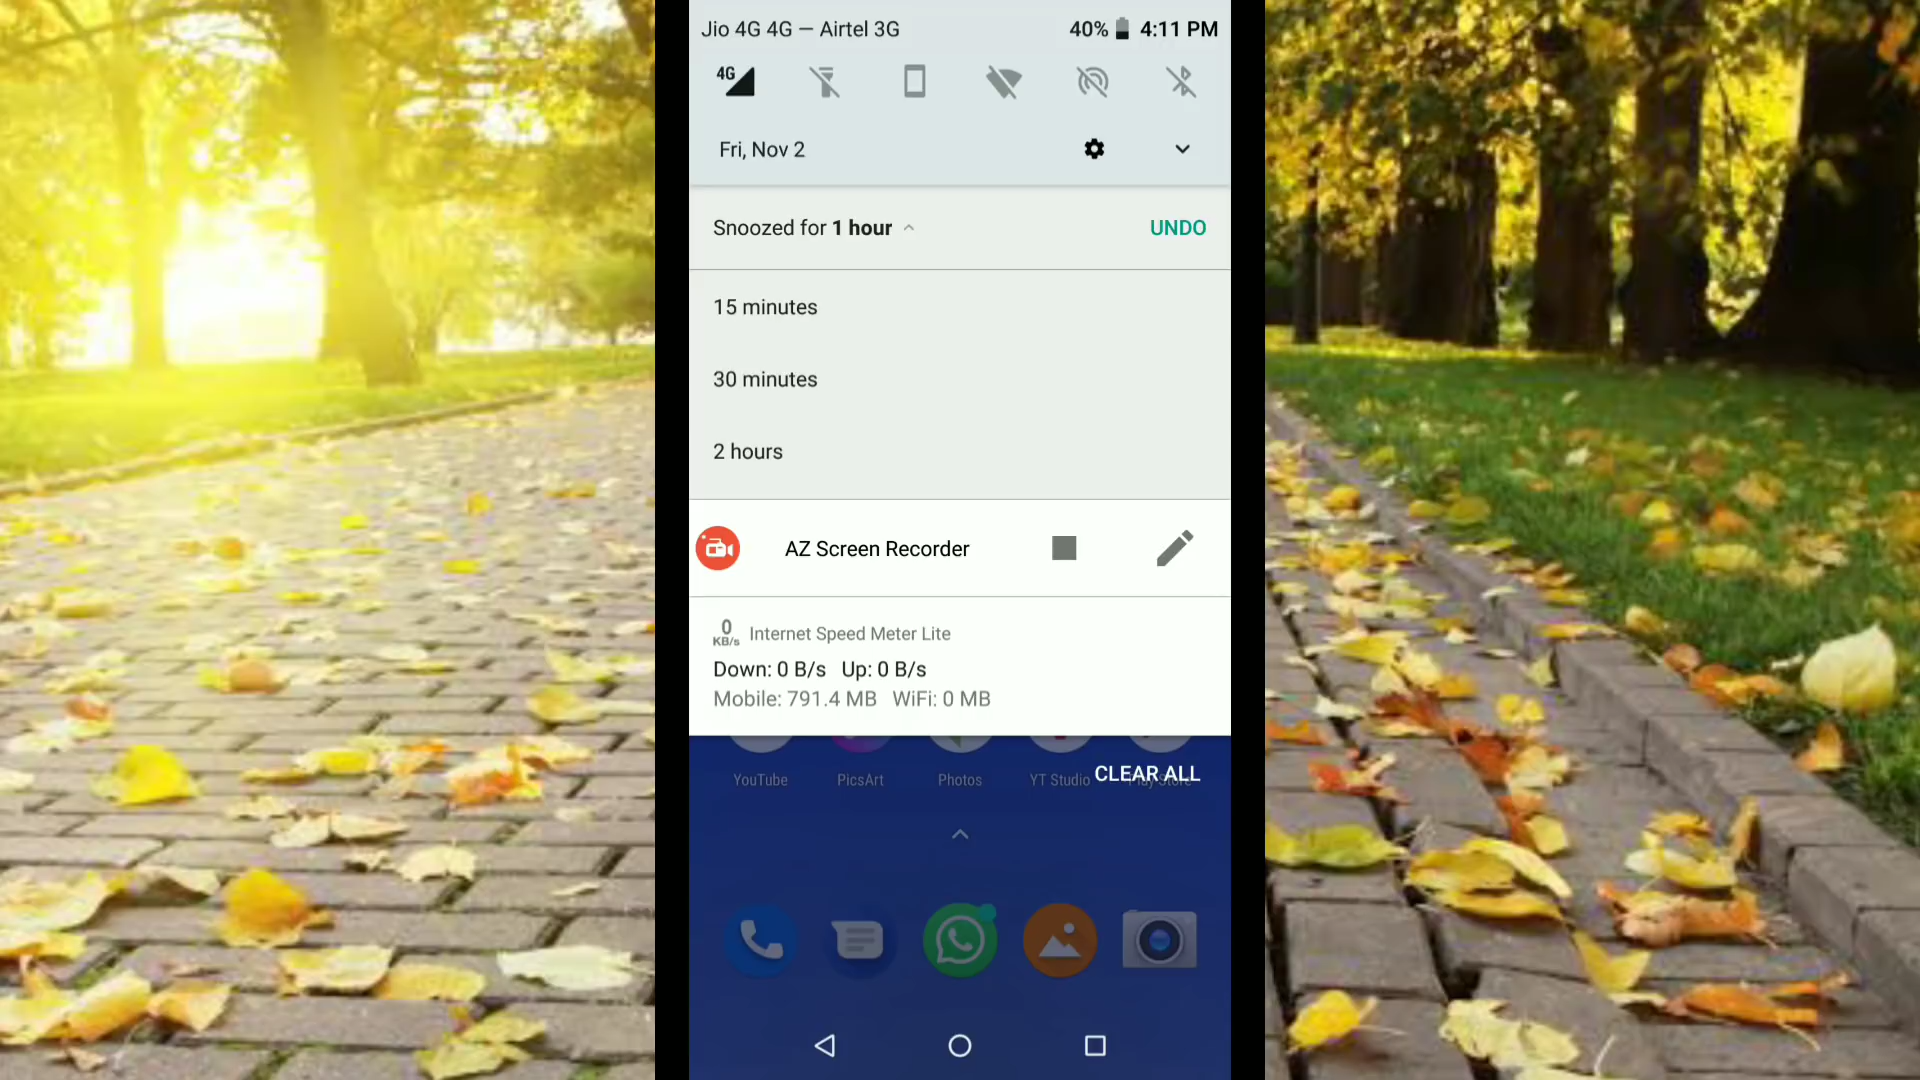 Jio 4G 4G — Airtel 3G 40% 4:11 PM
4G
Fri, Nov 2
Snoozed for 1 hour UNDO
15 minutes
30 minutes
2 hours
AZ Screen Recorder
0 KB/s Internet Speed Meter Lite
Down: 0 B/s Up: 0 B/s
Mobile: 791.4 MB WiFi: 0 MB
CLEAR ALL
YouTube PicsArt Photos YT Studio Play Store